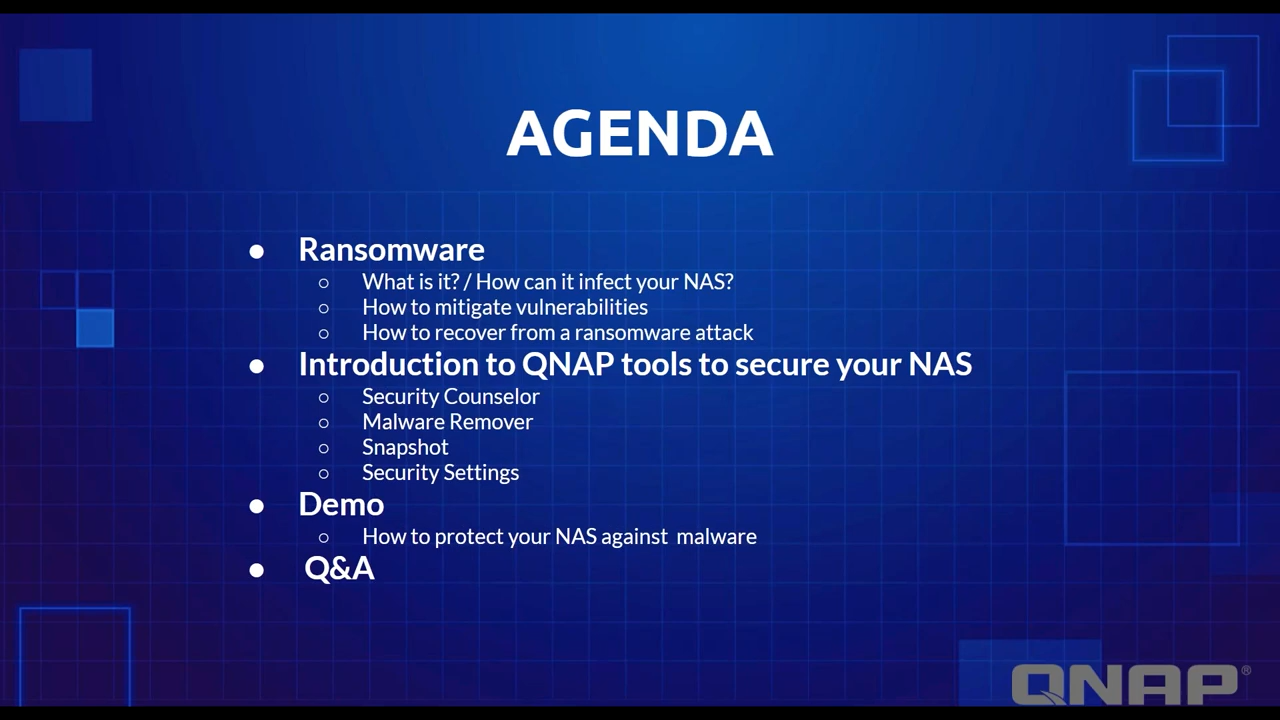 AGENDA
● Ransomware
○ What is it? / How can it infect your NAS?
○ How to mitigate vulnerabilities
○ How to recover from a ransomware attack
● Introduction to QNAP tools to secure your NAS
○ Security Counselor
○ Malware Remover
○ Snapshot
○ Security Settings
● Demo
○ How to protect your NAS against  malware
● Q&A
QNAP®